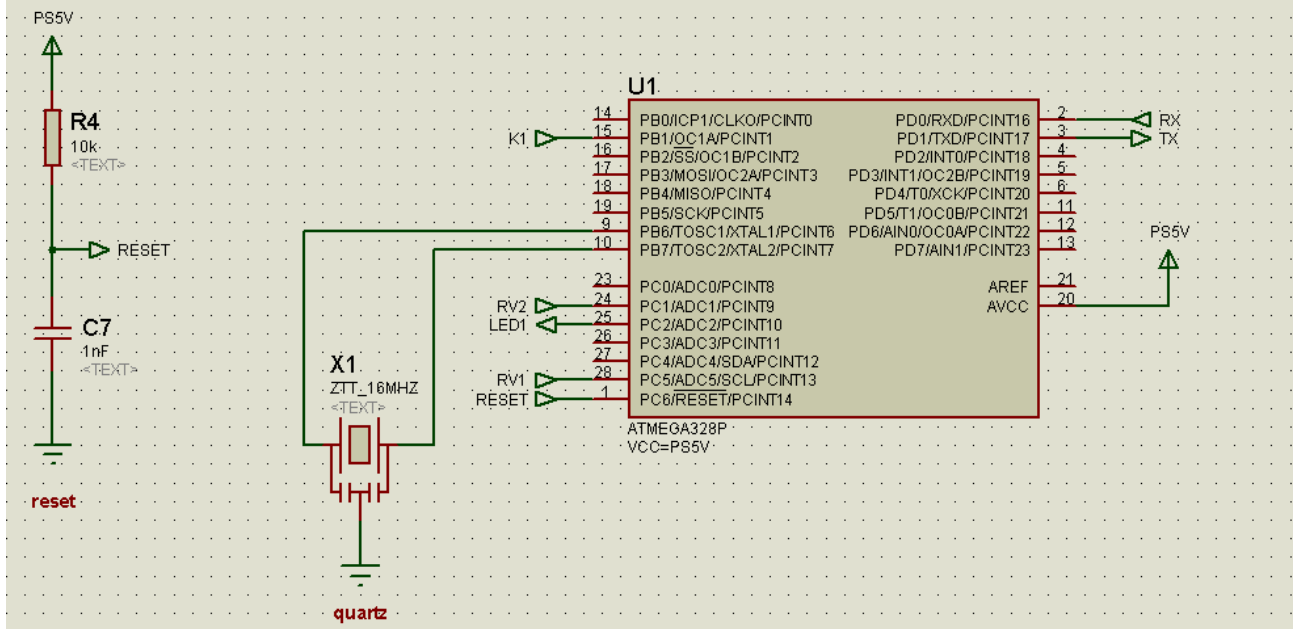 PS5V
R4
10k
<TEXT>
RESET
C7
1nF
<TEXT>
reset
X1
ZTT_16MHZ
<TEXT>
quartz
U1
K1
RV2
LED1
RV1
RESET
14 PB0/ICP1/CLKO/PCINT0
15 PB1/OC1A/PCINT1
16 PB2/SS/OC1B/PCINT2
17 PB3/MOSI/OC2A/PCINT3
18 PB4/MISO/PCINT4
19 PB5/SCK/PCINT5
9 PB6/TOSC1/XTAL1/PCINT6
10 PB7/TOSC2/XTAL2/PCINT7
23 PC0/ADC0/PCINT8
24 PC1/ADC1/PCINT9
25 PC2/ADC2/PCINT10
26 PC3/ADC3/PCINT11
27 PC4/ADC4/SDA/PCINT12
28 PC5/ADC5/SCL/PCINT13
1 PC6/RESET/PCINT14
PD0/RXD/PCINT16 2 RX
PD1/TXD/PCINT17 3 TX
PD2/INT0/PCINT18 4
PD3/INT1/OC2B/PCINT19 5
PD4/T0/XCK/PCINT20 6
PD5/T1/OC0B/PCINT21 11
PD6/AIN0/OC0A/PCINT22 12
PD7/AIN1/PCINT23 13
AREF 21
AVCC 20
PS5V
ATMEGA328P
VCC=PS5V